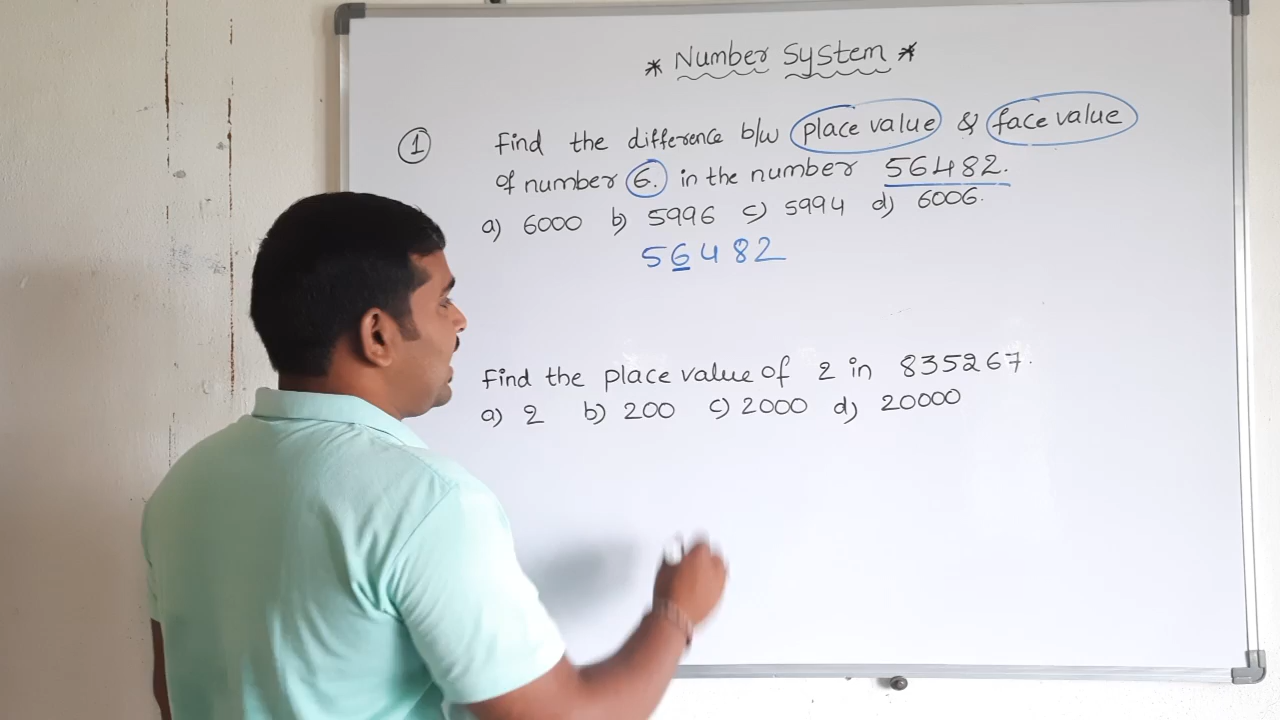 * Number System *
① Find the difference b/w place value & face value
of number 6. in the number 56482.
a) 6000 b) 5996 c) 5994 d) 6006.
56482
Find the place value of 2 in 835267.
a) 2 b) 200 c) 2000 d) 20000